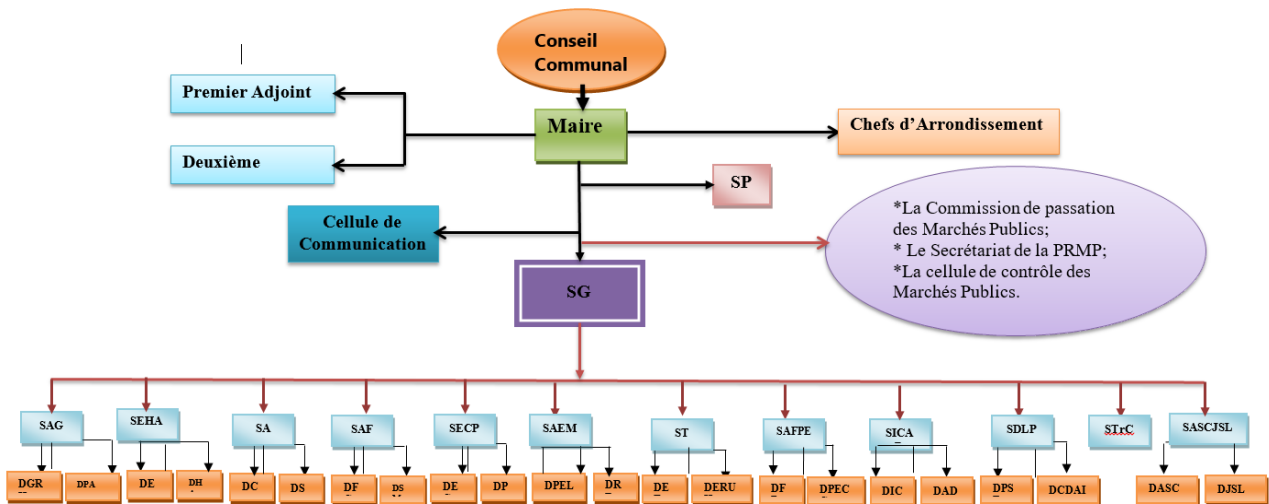 Conseil
Communal
Premier Adjoint
Maire
Chefs d'Arrondissement
Deuxième
SP
Cellule de
Communication
*La Commission de passation
des Marchés Publics;
* Le Secrétariat de la PRMP;
*La cellule de contrôle des
Marchés Publics.
SG
SAG
SEHA
SA
SAF
SECP
SAEM
ST
SAFPE
SICA
SDLP
STrC
SASCJSL
DGR
DPA
DE
DH
DC
DS
DF
DS
DE
DP
DPEL
DR
DE
DERU
DF
DPEC
DIC
DAD
DPS
DCDAI
DASC
DJSL